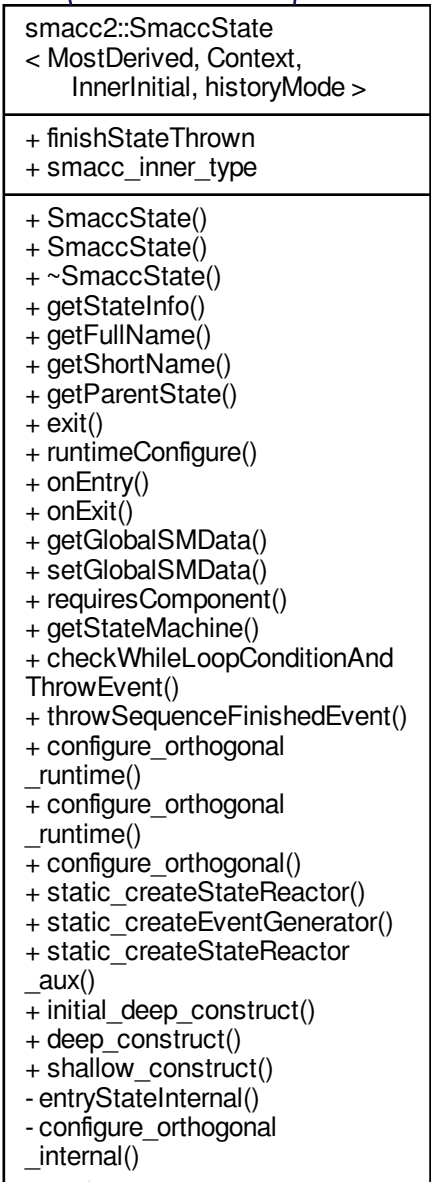 smacc2::SmaccState
< MostDerived, Context,
InnerInitial, historyMode >
+ finishStateThrown
+ smacc_inner_type
+ SmaccState()
+ SmaccState()
+ ~SmaccState()
+ getStateInfo()
+ getFullName()
+ getShortName()
+ getParentState()
+ exit()
+ runtimeConfigure()
+ onEntry()
+ onExit()
+ getGlobalSMData()
+ setGlobalSMData()
+ requiresComponent()
+ getStateMachine()
+ checkWhileLoopConditionAnd
ThrowEvent()
+ throwSequenceFinishedEvent()
+ configure_orthogonal
_runtime()
+ configure_orthogonal
_runtime()
+ configure_orthogonal()
+ static_createStateReactor()
+ static_createEventGenerator()
+ static_createStateReactor
_aux()
+ initial_deep_construct()
+ deep_construct()
+ shallow_construct()
- entryStateInternal()
- configure_orthogonal
_internal()